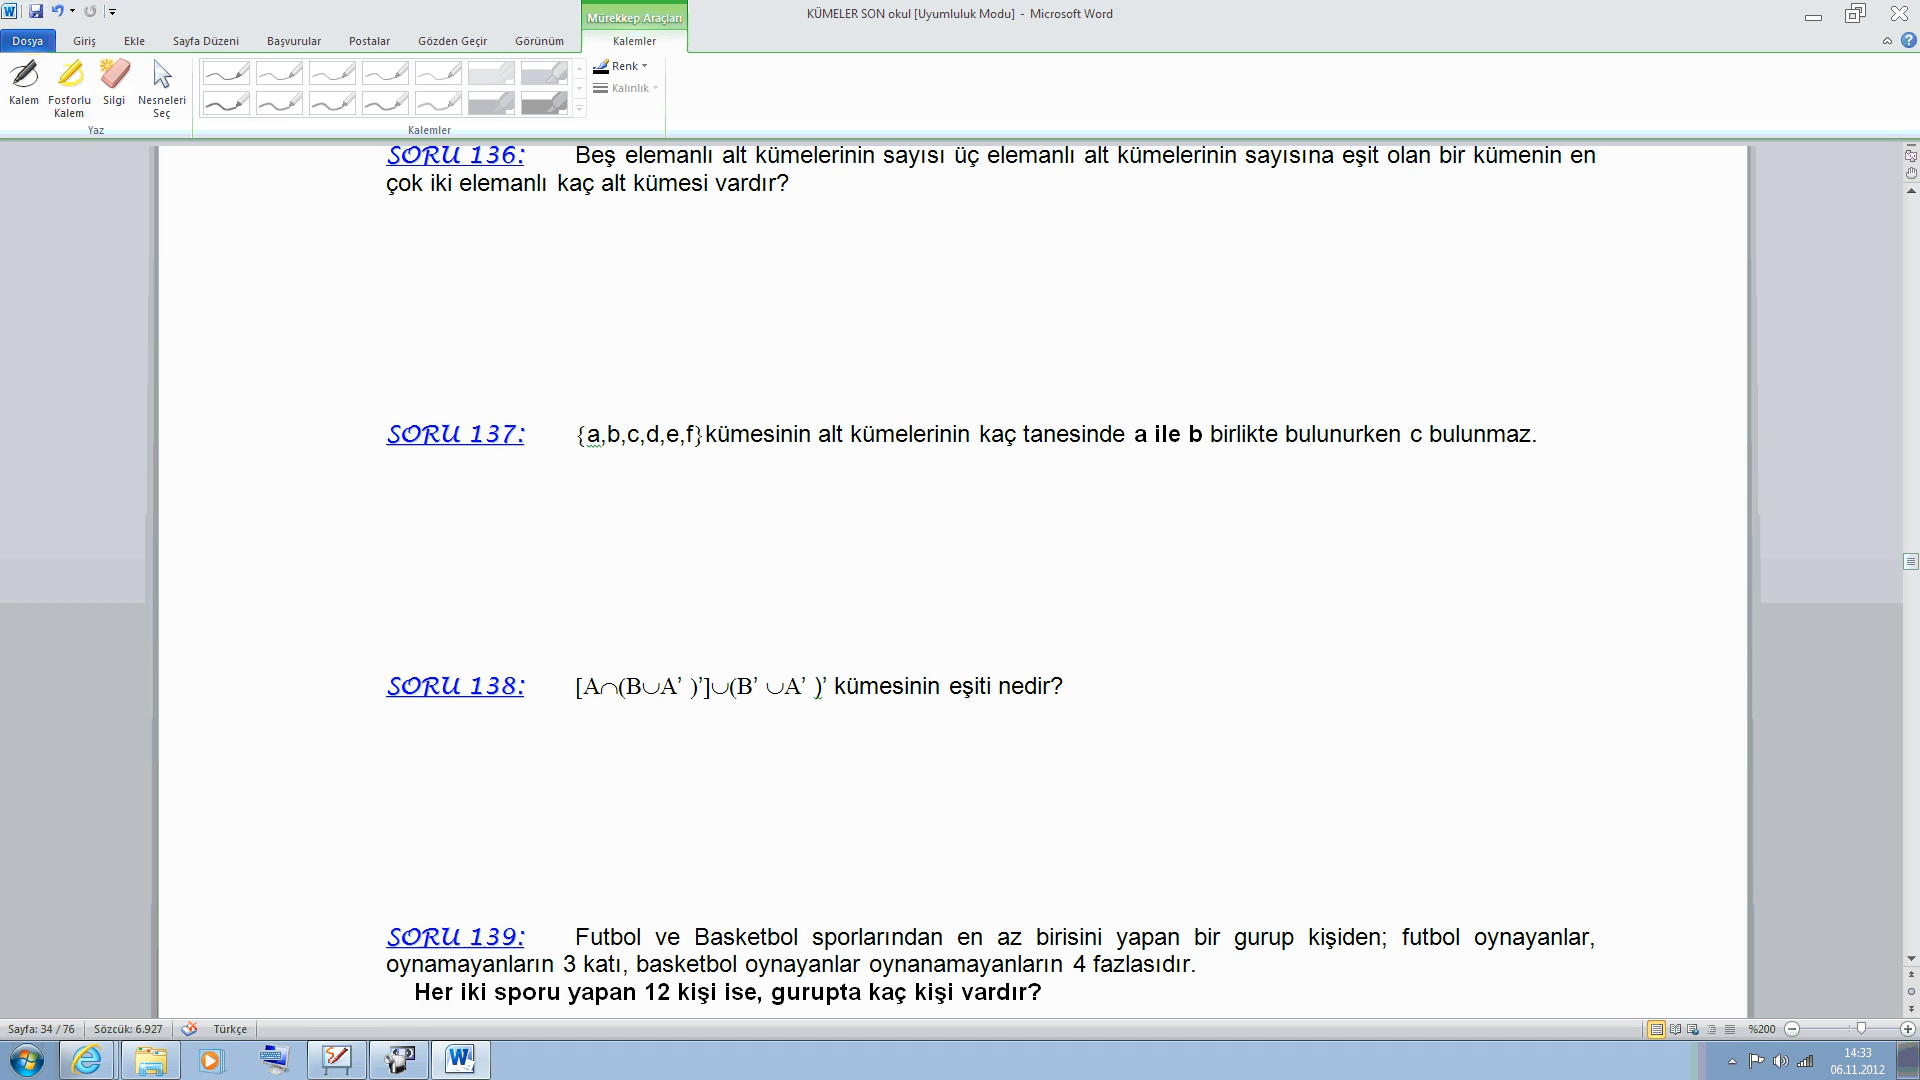 KÜMELER SON okul [Uyumluluk Modu] - Microsoft Word
Mürekkep Araçları
Dosya Giriş Ekle Sayfa Düzeni Başvurular Postalar Gözden Geçir Görünüm Kalemler
Kalem Fosforlu Kalem Silgi Nesneleri Seç
Renk
Kalınlık
Yaz Kalemler
SORU 136: Beş elemanlı alt kümelerinin sayısı üç elemanlı alt kümelerinin sayısına eşit olan bir kümenin en
çok iki elemanlı kaç alt kümesi vardır?
SORU 137: {a,b,c,d,e,f}kümesinin alt kümelerinin kaç tanesinde a ile b birlikte bulunurken c bulunmaz.
SORU 138: [A∩(B∪A’ )’]∪(B’ ∪A’ )’ kümesinin eşiti nedir?
SORU 139: Futbol ve Basketbol sporlarından en az birisini yapan bir gurup kişiden; futbol oynayanlar,
oynamayanların 3 katı, basketbol oynayanlar oynanamayanların 4 fazlasıdır.
Her iki sporu yapan 12 kişi ise, gurupta kaç kişi vardır?
Sayfa: 34 / 76 Sözcük: 6.927 Türkçe %200
14:33
06.11.2012